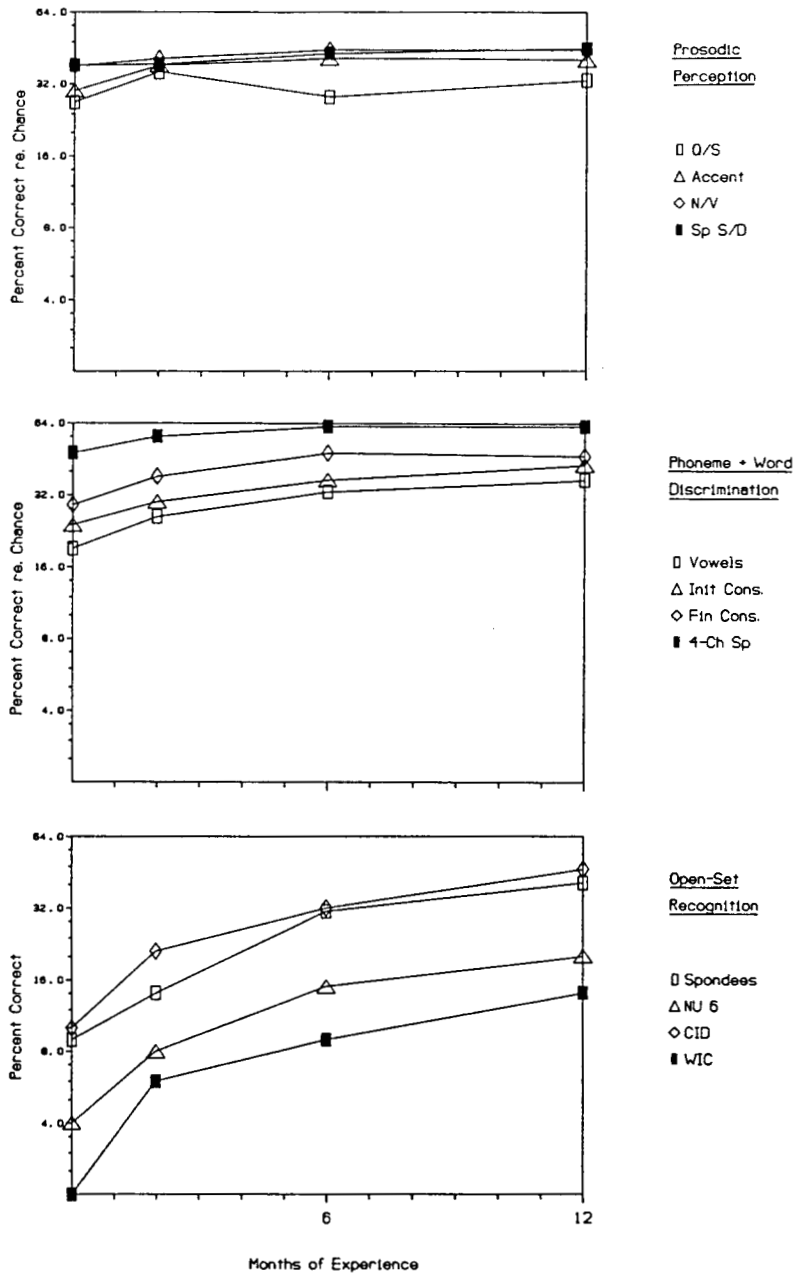 64.0
32.0
16.0
8.0
4.0
Percent Correct re. Chance
Prosodic
Perception
Q/S
Accent
N/V
Sp S/D
64.0
32.0
16.0
8.0
4.0
Percent Correct re. Chance
Phoneme + Word
Discrimination
Vowels
Init Cons.
Fin Cons.
4-Ch Sp
64.0
32.0
16.0
8.0
4.0
Percent Correct
Open-Set
Recognition
Spondees
NU 6
CID
WIC
6 12
Months of Experience